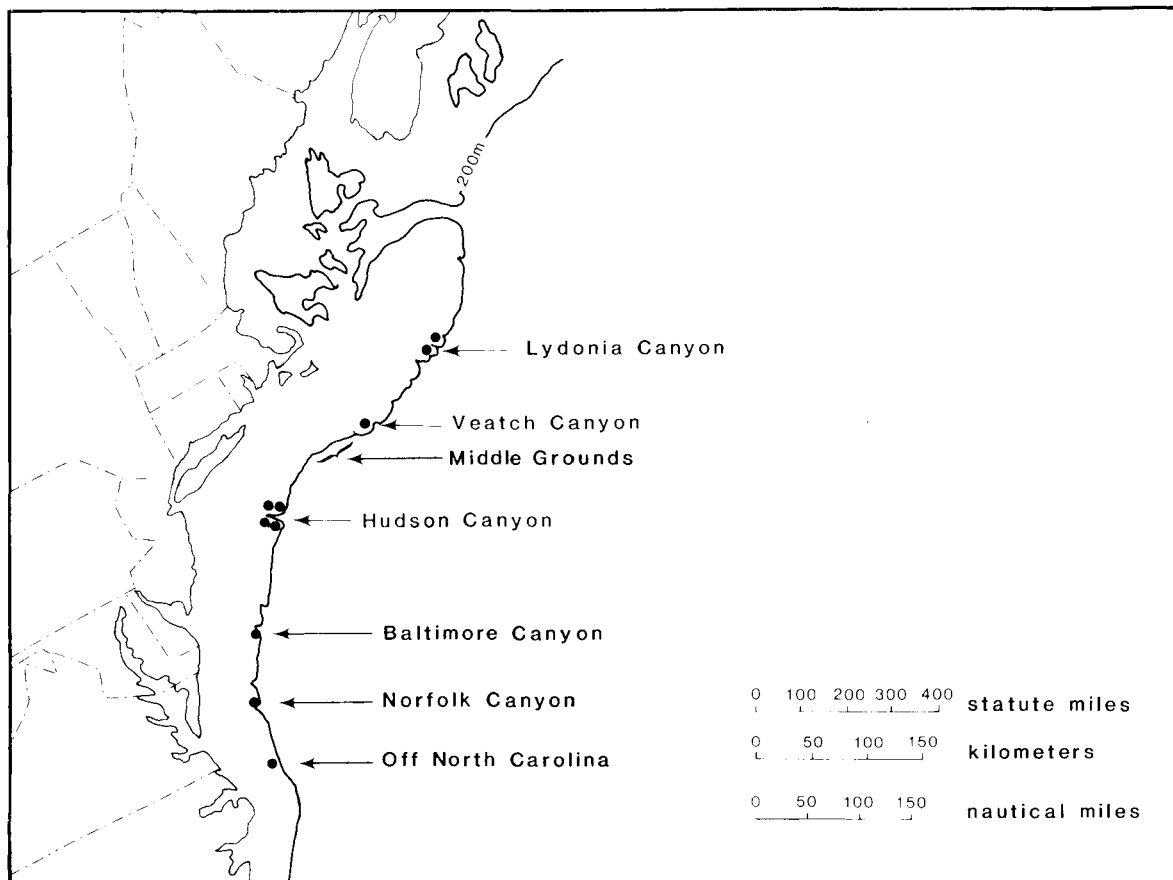 200m
Lydonia Canyon
Veatch Canyon
Middle Grounds
Hudson Canyon
Baltimore Canyon
Norfolk Canyon
Off North Carolina
0 100 200 300 400 statute miles
0 50 100 150 kilometers
0 50 100 150 nautical miles